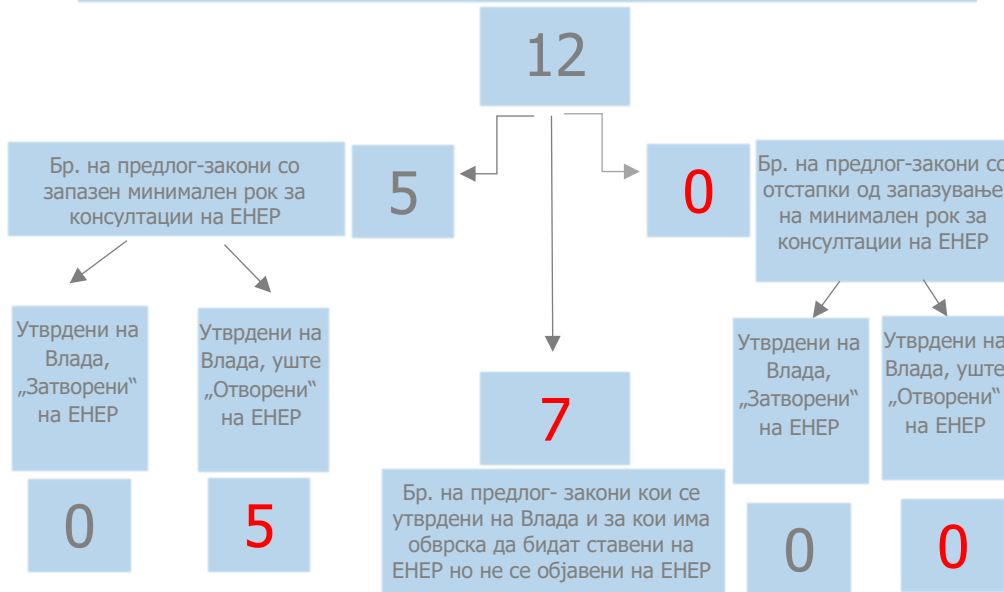 12
Бр. на предлог-закони со
запазен минимален рок за
консултации на ЕНЕР
5
0
Бр. на предлог-закони со
отстапки од запазување
на минимален рок за
консултации на ЕНЕР
Утврдени на
Влада,
„Затворени“
на ЕНЕР
Утврдени на
Влада, уште
„Отворени“
на ЕНЕР
7
Утврдени на
Влада,
„Затворени“
на ЕНЕР
Утврдени на
Влада, уште
„Отворени“
на ЕНЕР
0
5
Бр. на предлог- закони кои се
утврдени на Влада и за кои има
обврска да бидат ставени на
ЕНЕР но не се објавени на ЕНЕР
0
0